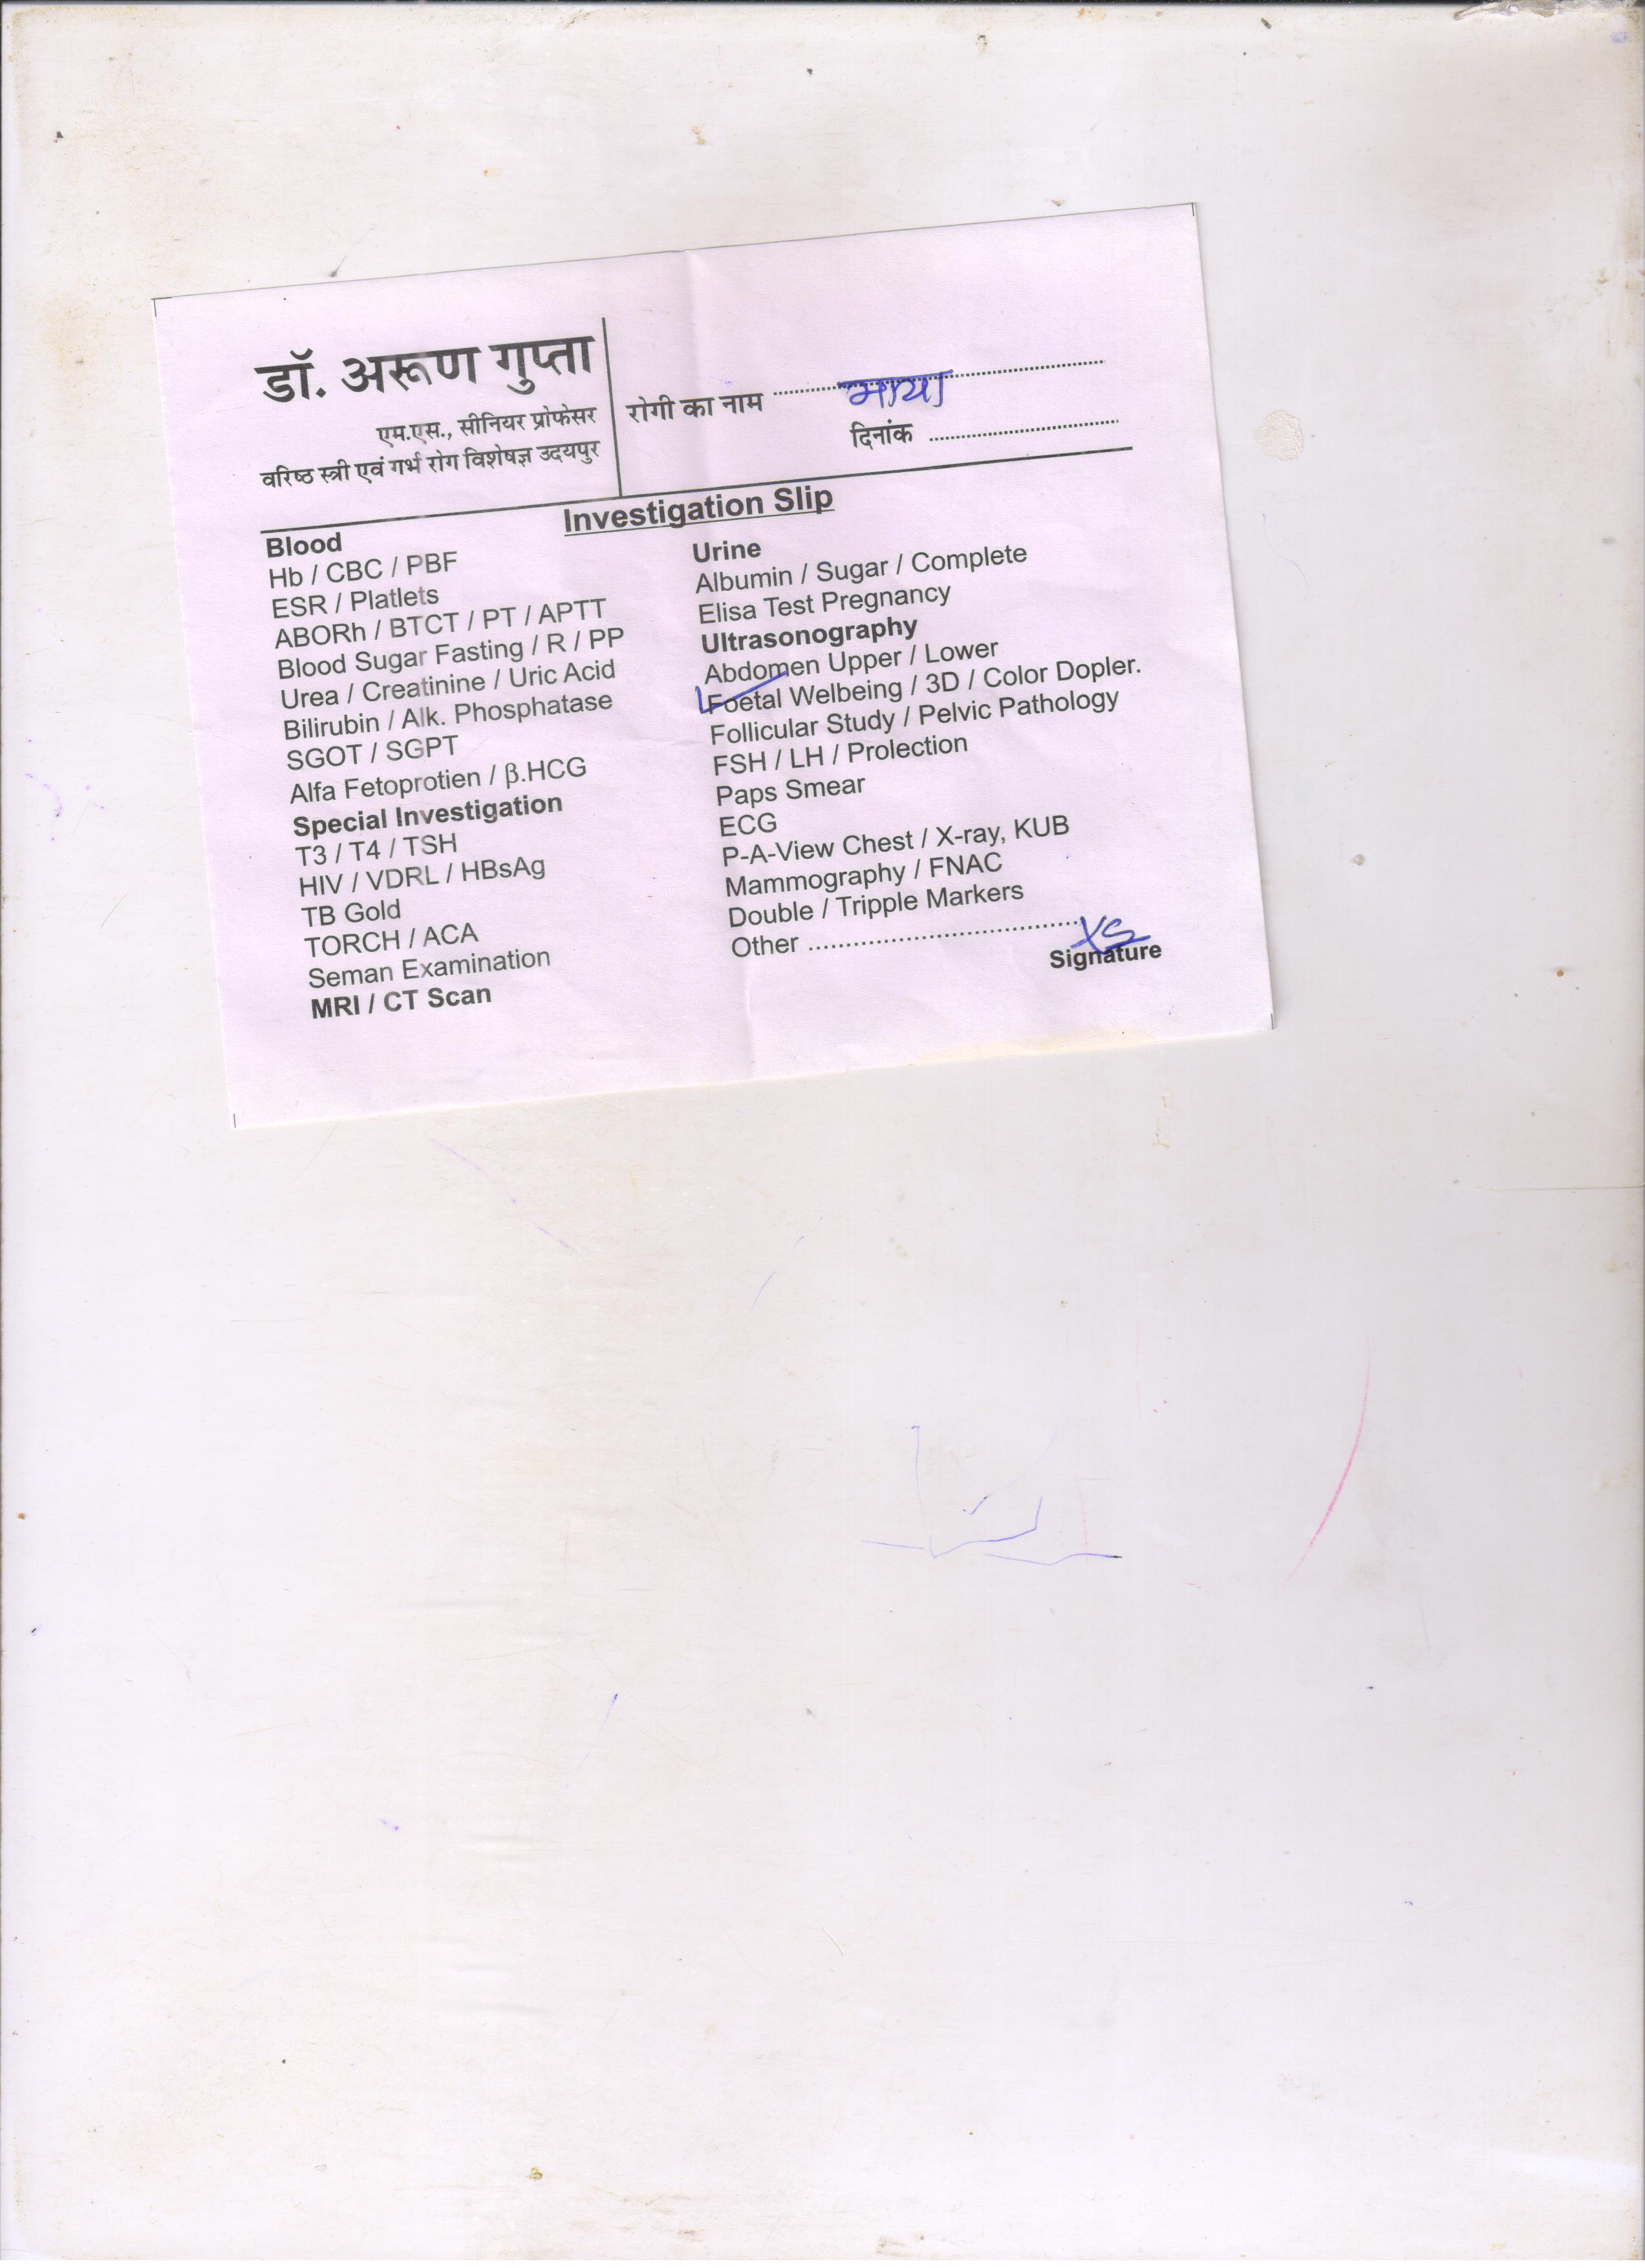 डॉ. अरूण गुप्ता
एम.एस., सीनियर प्रोफेसर
वरिष्ठ स्त्री एवं गर्भ रोग विशेषज्ञ उदयपुर
रोगी का नाम .......... माया
दिनांक ..........
Investigation Slip
Blood
Hb / CBC / PBF
ESR / Platlets
ABORh / BTCT / PT / APTT
Blood Sugar Fasting / R / PP
Urea / Creatinine / Uric Acid
Bilirubin / Alk. Phosphatase
SGOT / SGPT
Alfa Fetoprotien / β.HCG
Special Investigation
T3 / T4 / TSH
HIV / VDRL / HBsAg
TB Gold
TORCH / ACA
Seman Examination
MRI / CT Scan
Urine
Albumin / Sugar / Complete
Elisa Test Pregnancy
Ultrasonography
Abdomen Upper / Lower
Foetal Welbeing / 3D / Color Dopler.
Follicular Study / Pelvic Pathology
FSH / LH / Prolection
Paps Smear
ECG
P-A-View Chest / X-ray, KUB
Mammography / FNAC
Double / Tripple Markers
Other ..........
Signature